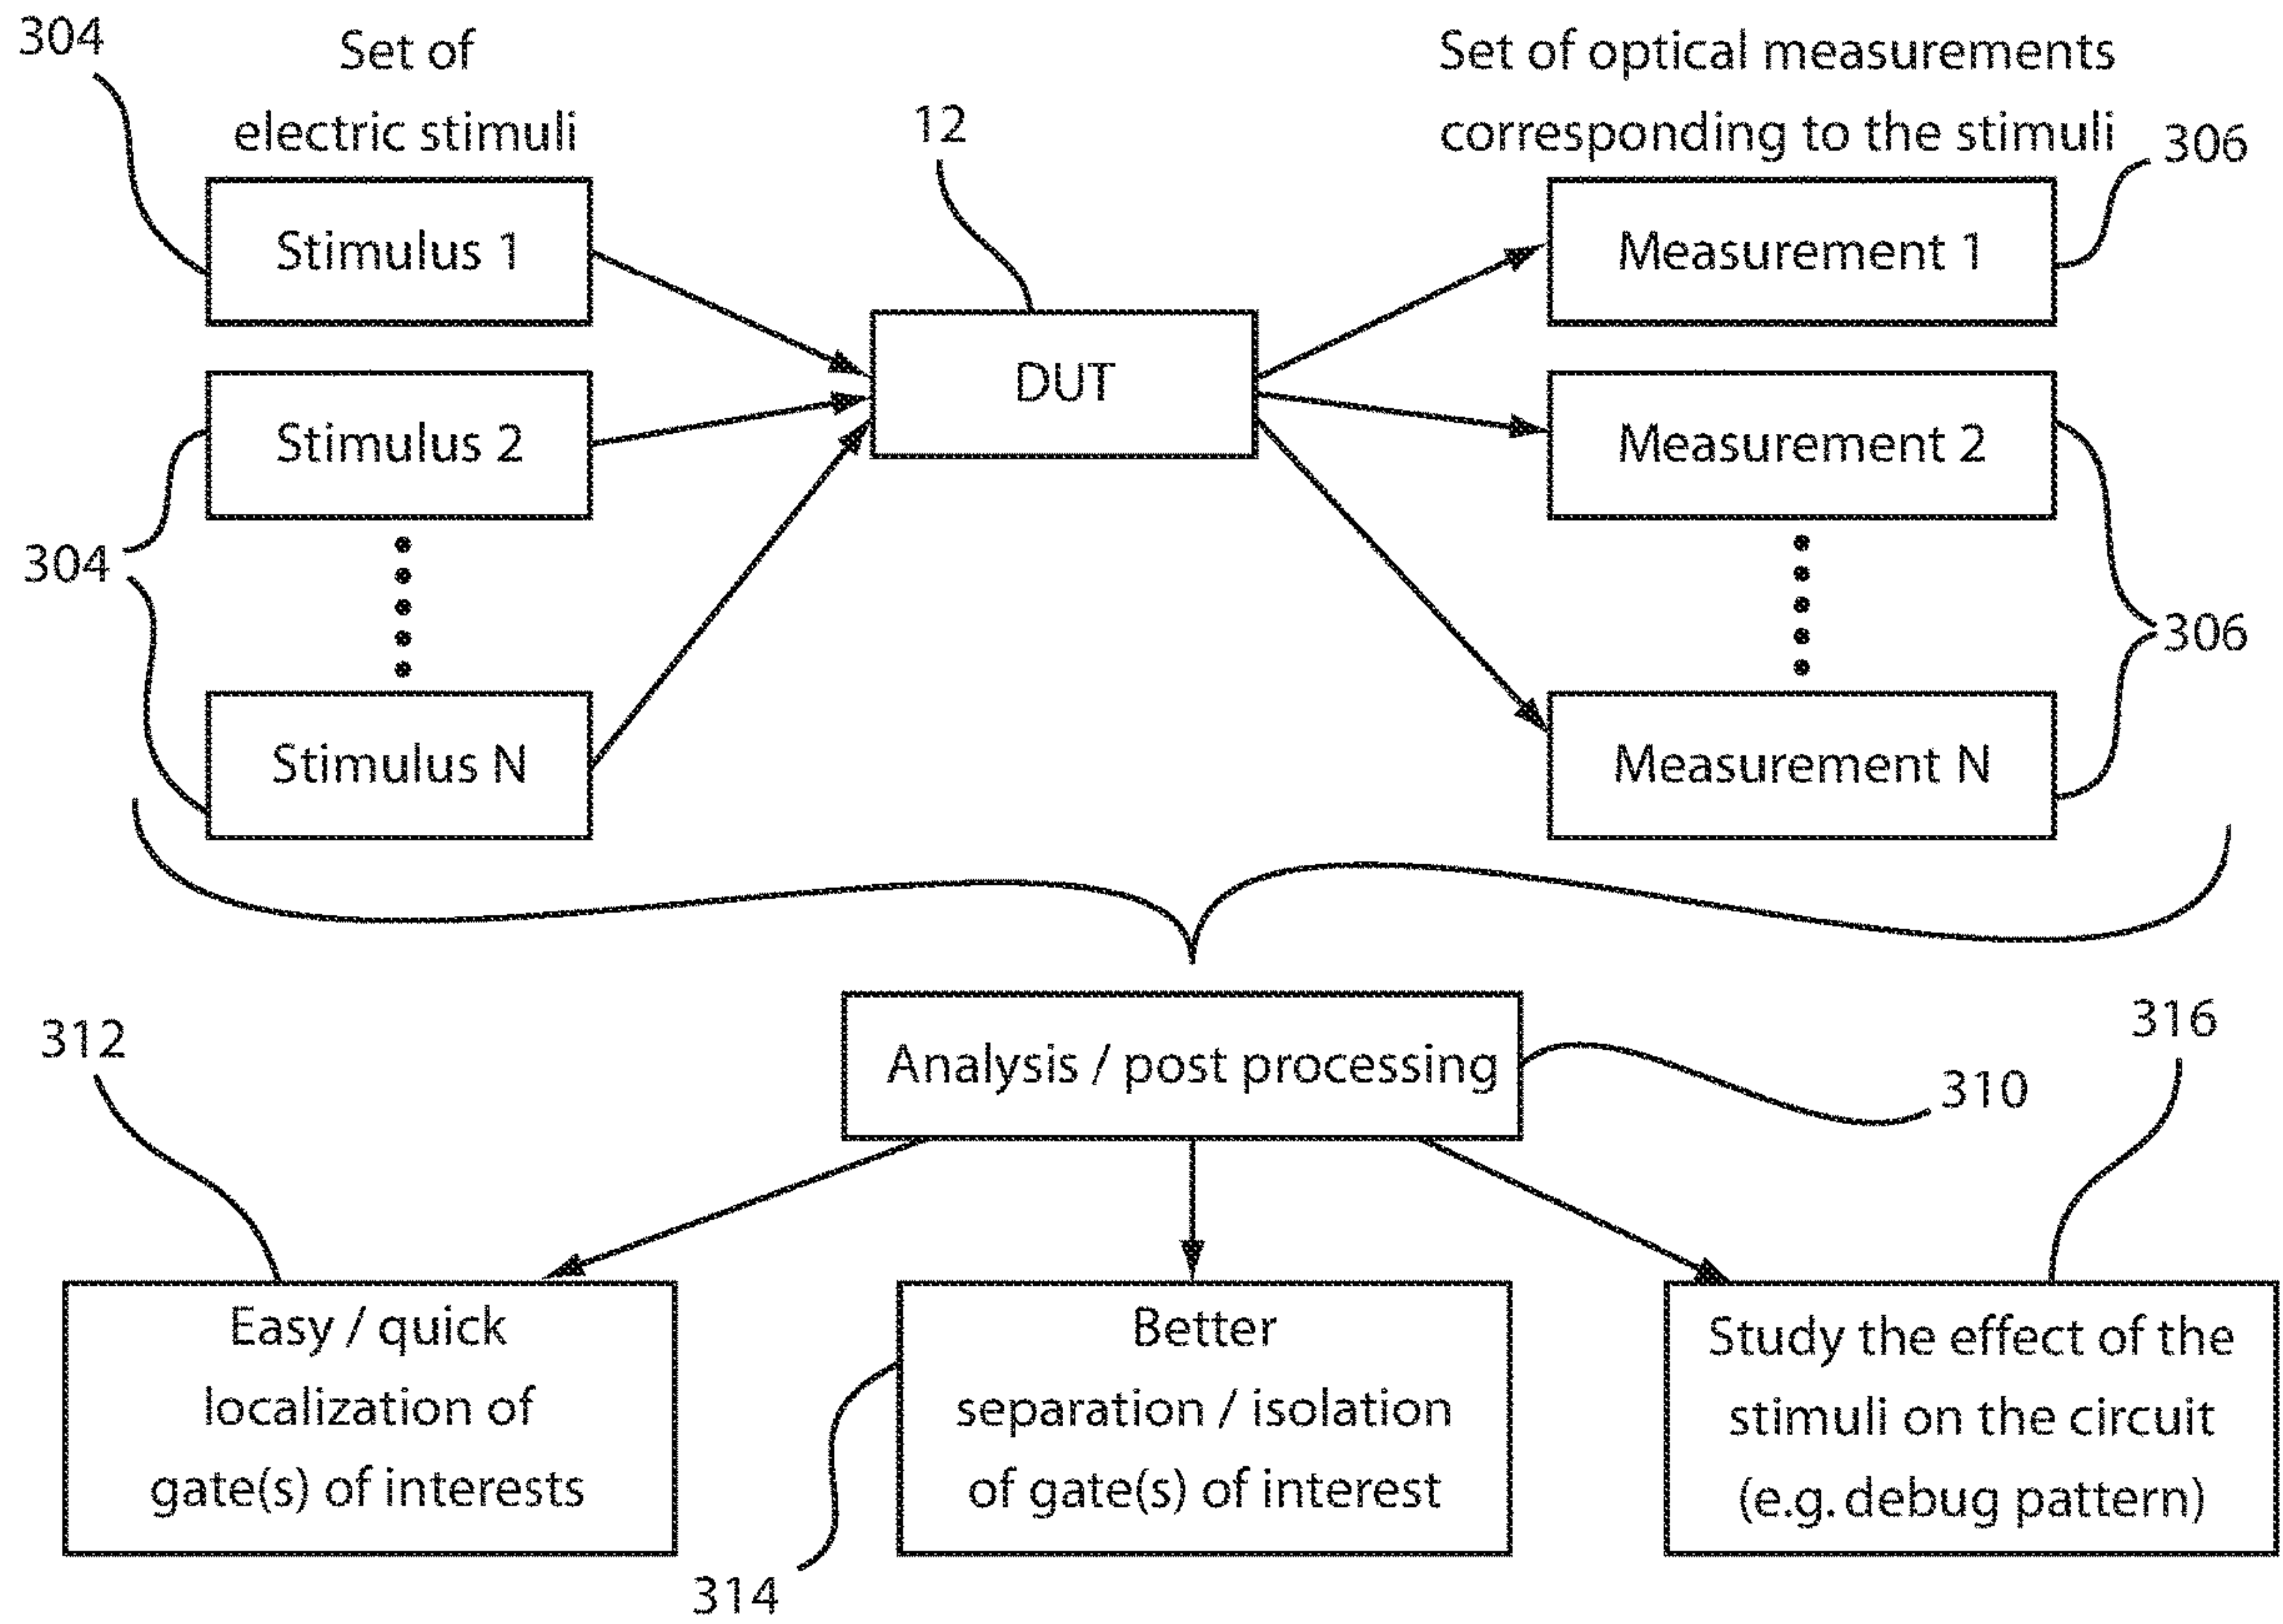 304
Set of
electric stimuli
12
Set of optical measurements
corresponding to the stimuli
306
Stimulus 1
Measurement 1
DUT
Stimulus 2
Measurement 2
304
306
Stimulus N
Measurement N
312
Analysis / post processing
310
316
Easy / quick
localization of
gate(s) of interests
Better
separation / isolation
of gate(s) of interest
314
Study the effect of the
stimuli on the circuit
(e.g. debug pattern)